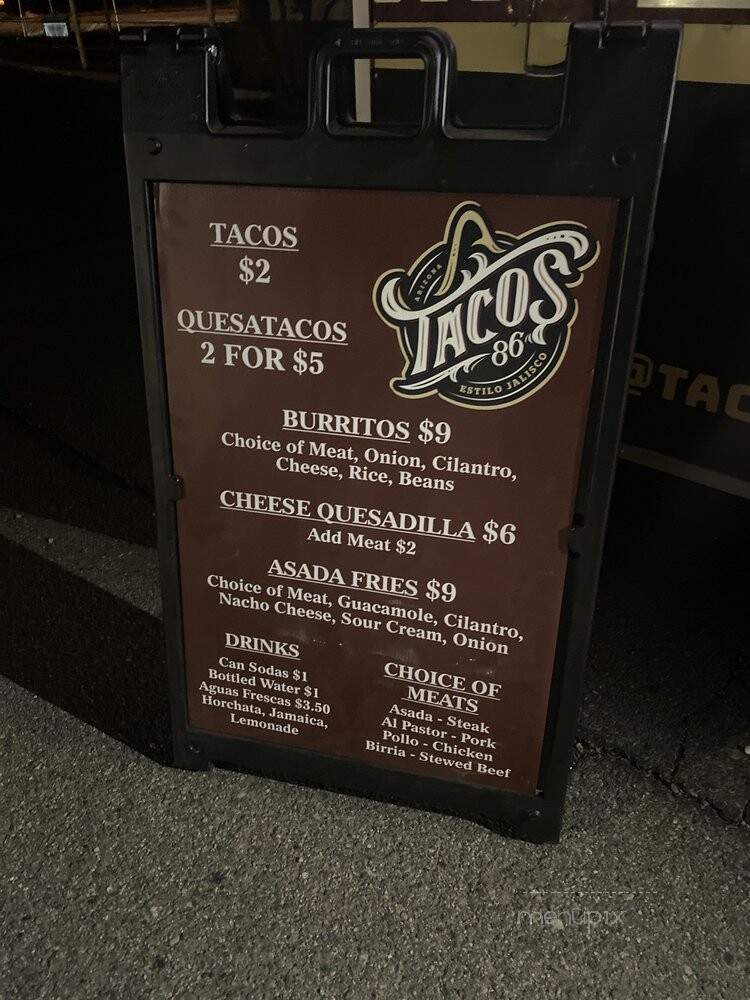 TACOS
$2
QUESATACOS
2 FOR $5
ARIZONA
TACOS
86
ESTILO JALISCO
BURRITOS $9
Choice of Meat, Onion, Cilantro,
Cheese, Rice, Beans
CHEESE QUESADILLA $6
Add Meat $2
ASADA FRIES $9
Choice of Meat, Guacamole, Cilantro,
Nacho Cheese, Sour Cream, Onion
DRINKS
Can Sodas $1
Bottled Water $1
Aguas Frescas $3.50
Horchata, Jamaica,
Lemonade
CHOICE OF
MEATS
Asada - Steak
Al Pastor - Pork
Pollo - Chicken
Birria - Stewed Beef
@TAC
menupix